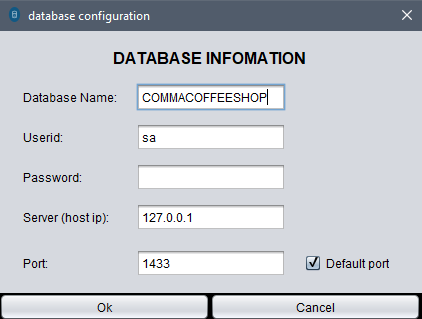 database configuration
DATABASE INFOMATION
Database Name: COMMACOFFEESHOP
Userid: sa
Password:
Server (host ip): 127.0.0.1
Port: 1433 Default port
Ok Cancel